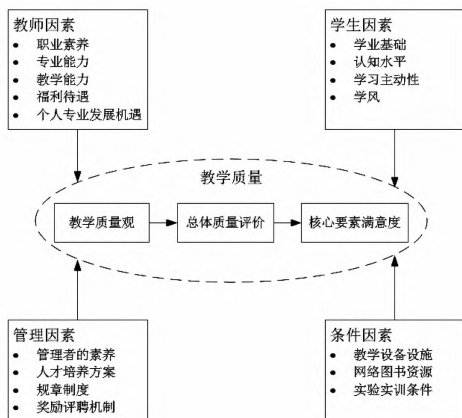 教师因素
• 职业素养
• 专业能力
• 教学能力
• 福利待遇
• 个人专业发展机遇
学生因素
• 学业基础
• 认知水平
• 学习主动性
• 学风
教学质量
教学质量观
总体质量评价
核心要素满意度
管理因素
• 管理者的素养
• 人才培养方案
• 规章制度
• 奖励评聘机制
条件因素
• 教学设备设施
• 网络图书资源
• 实验实训条件